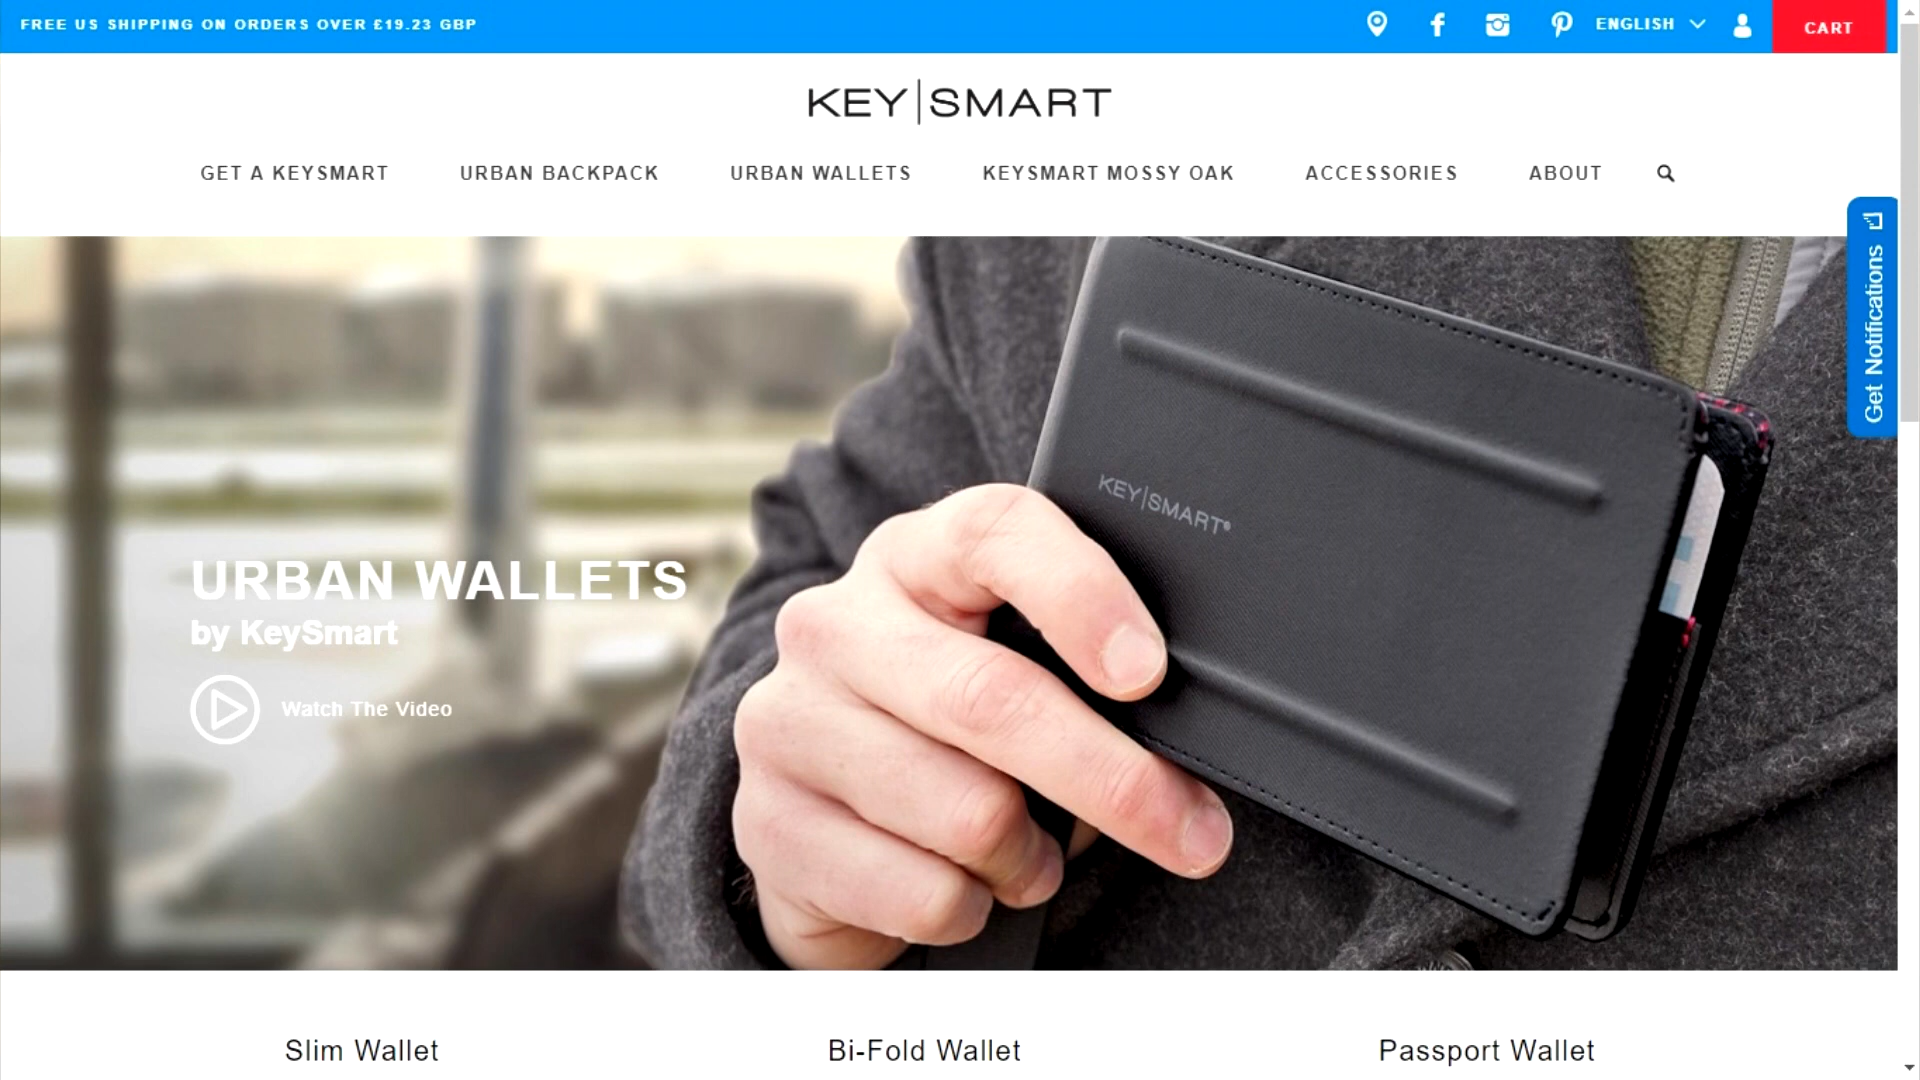 FREE US SHIPPING ON ORDERS OVER £19.23 GBP
ENGLISH
CART
KEY|SMART
GET A KEYSMART
URBAN BACKPACK
URBAN WALLETS
KEYSMART MOSSY OAK
ACCESSORIES
ABOUT
Get Notifications
KEY|SMART®
URBAN WALLETS
by KeySmart
Watch The Video
Slim Wallet
Bi-Fold Wallet
Passport Wallet